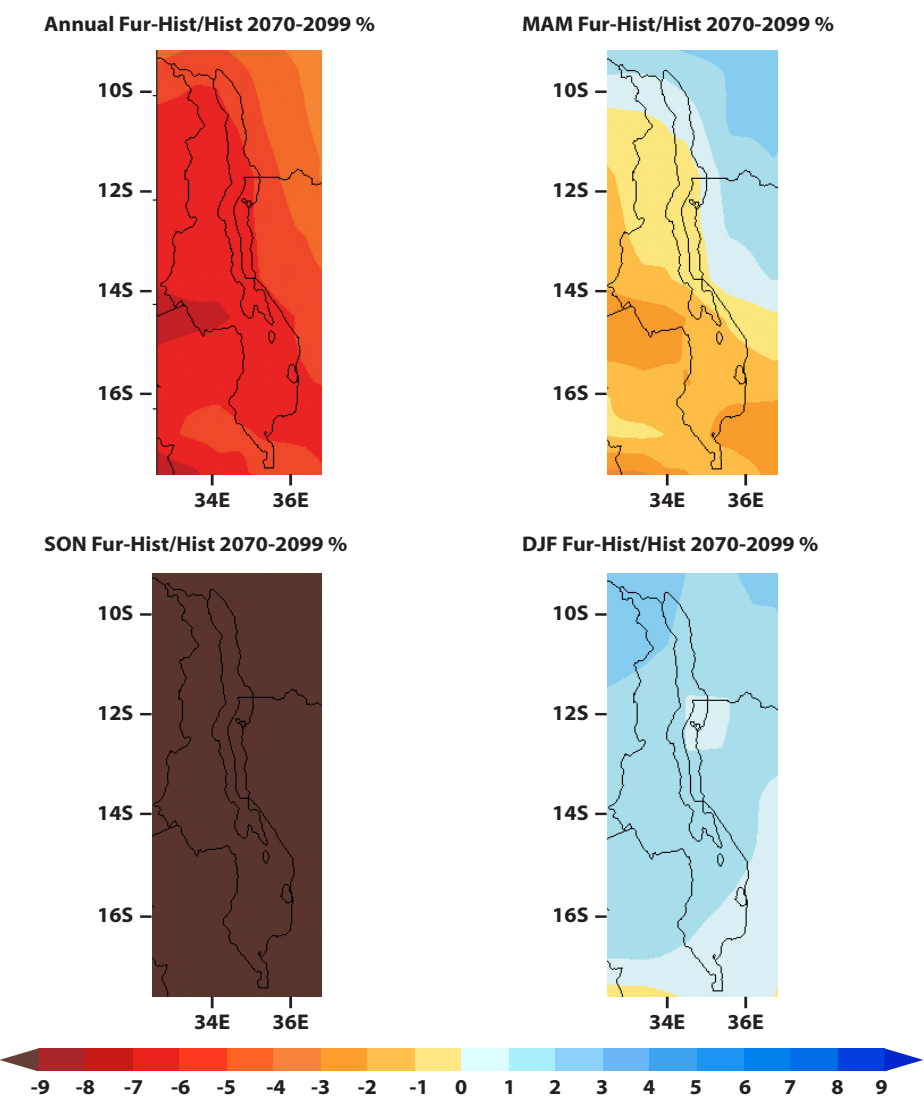 Annual Fur-Hist/Hist 2070-2099 %
MAM Fur-Hist/Hist 2070-2099 %
10S
12S
14S
16S
34E 36E
10S
12S
14S
16S
34E 36E
SON Fur-Hist/Hist 2070-2099 %
DJF Fur-Hist/Hist 2070-2099 %
10S
12S
14S
16S
34E 36E
10S
12S
14S
16S
34E 36E
-9 -8 -7 -6 -5 -4 -3 -2 -1 0 1 2 3 4 5 6 7 8 9